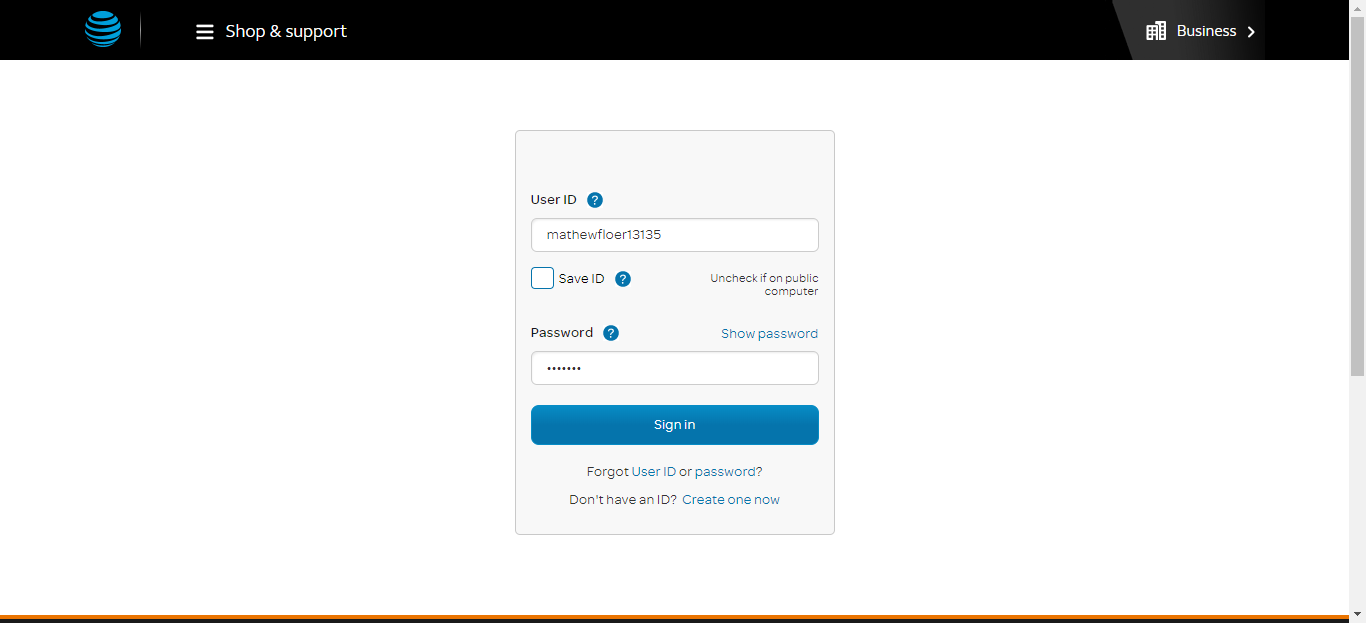 Shop & support
Business
User ID ?
mathewfloer13135
Save ID ?
Uncheck if on public
computer
Password ?
Show password
•••••••
Sign in
Forgot User ID or password?
Don't have an ID? Create one now